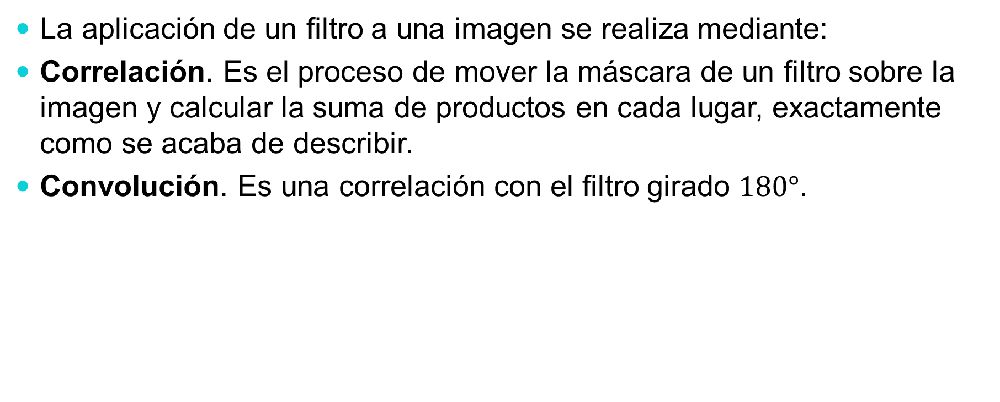 • La aplicación de un filtro a una imagen se realiza mediante:
• Correlación. Es el proceso de mover la máscara de un filtro sobre la
imagen y calcular la suma de productos en cada lugar, exactamente
como se acaba de describir.
• Convolución. Es una correlación con el filtro girado 180°.